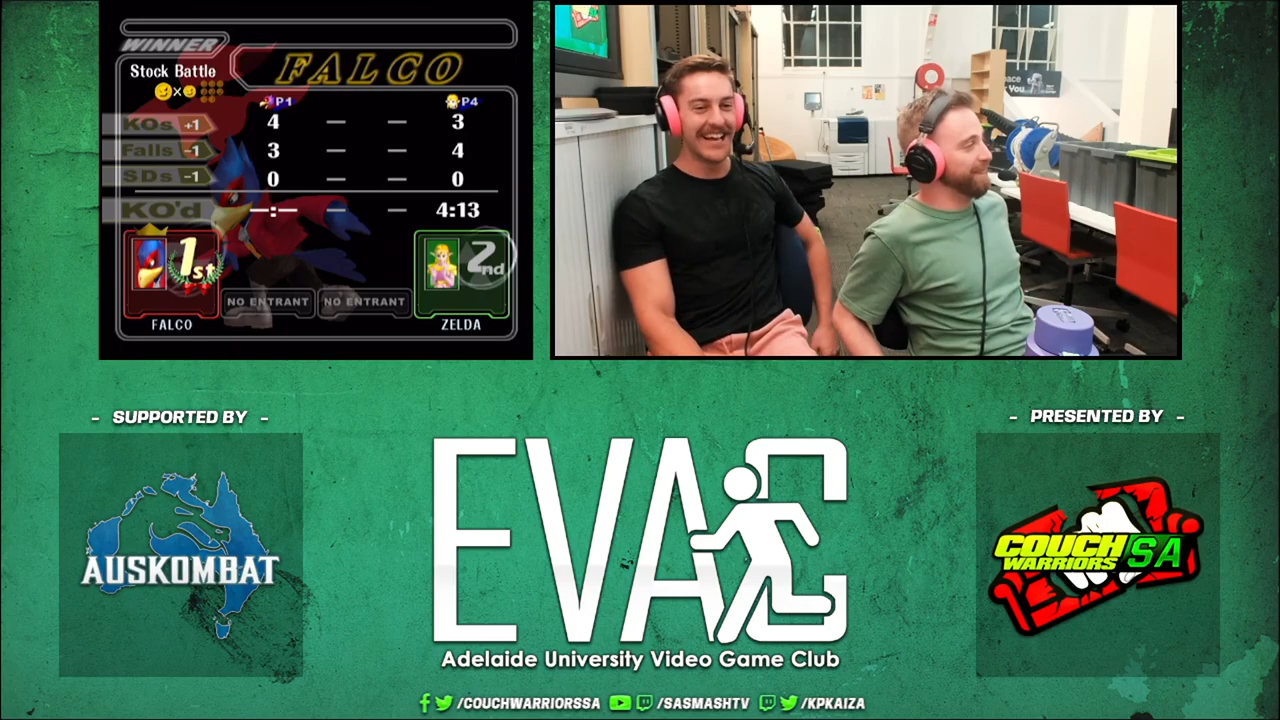 WINNER
FALCO
Stock Battle
P1 P4
KOs +1 4 — — 3
Falls -1 3 — — 4
SDs -1 0 — — 0
KO'd —:— — — 4:13
1st
2nd
NO ENTRANT NO ENTRANT
FALCO ZELDA
- SUPPORTED BY -
AUSKOMBAT
EVAC
Adelaide University Video Game Club
- PRESENTED BY -
COUCH
WARRIORS
SA
/COUCHWARRIORSSA /SASMASHTV /KPKAIZA